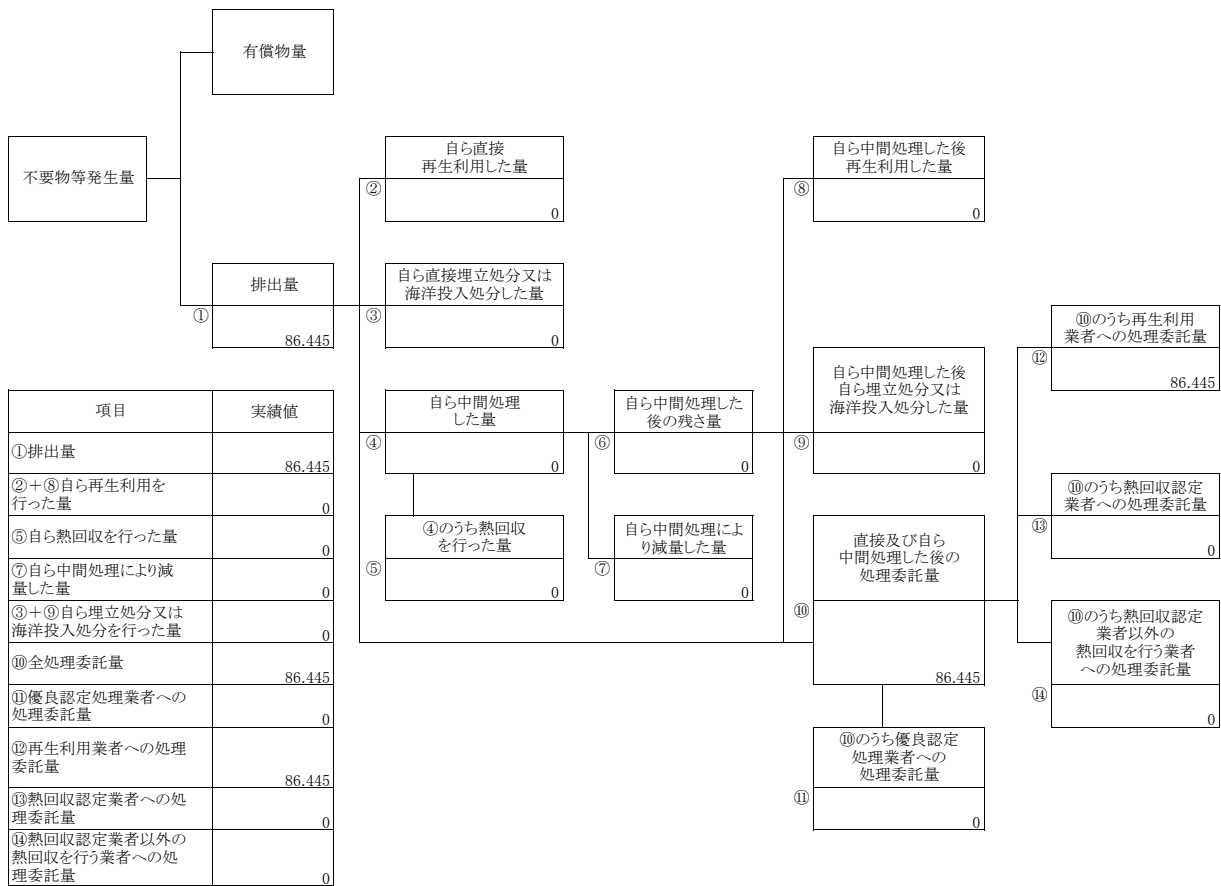 有償物量
不要物等発生量
自ら直接
再生利用した量
②
0
自ら中間処理した後
再生利用した量
⑧
0
排出量
①
86.445
自ら直接埋立処分又は
海洋投入処分した量
③
0
⑩のうち再生利用
業者への処理委託量
⑫
86.445
自ら中間処理
した量
④
0
自ら中間処理した
後の残さ量
⑥
0
自ら中間処理した後
自ら埋立処分又は
海洋投入処分した量
⑨
0
⑩のうち熱回収認定
業者への処理委託量
⑬
0
④のうち熱回収
を行った量
⑤
0
自ら中間処理によ
り減量した量
⑦
0
直接及び自ら
中間処理した後の
処理委託量
⑩
86.445
⑩のうち熱回収認定
業者以外の
熱回収を行う業者
への処理委託量
⑭
0
⑩のうち優良認定
処理業者への
処理委託量
⑪
0
項目 実績値
①排出量
86.445
②+⑧自ら再生利用を
行った量
0
⑤自ら熱回収を行った量
0
⑦自ら中間処理により減
量した量
0
③+⑨自ら埋立処分又は
海洋投入処分を行った量
0
⑩全処理委託量
86.445
⑪優良認定処理業者への
処理委託量
0
⑫再生利用業者への処理
委託量
86.445
⑬熱回収認定業者への処
理委託量
0
⑭熱回収認定業者以外の
熱回収を行う業者への処
理委託量
0